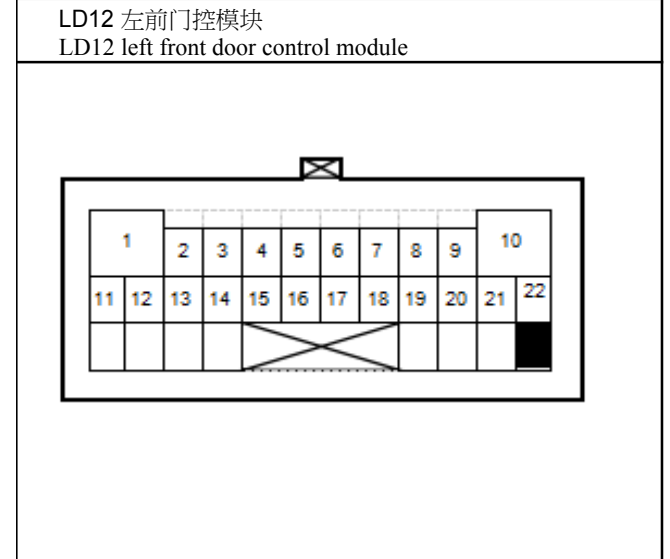 LD12 左前门控模块
LD12 left front door control module
1 2 3 4 5 6 7 8 9 10
11 12 13 14 15 16 17 18 19 20 21 22